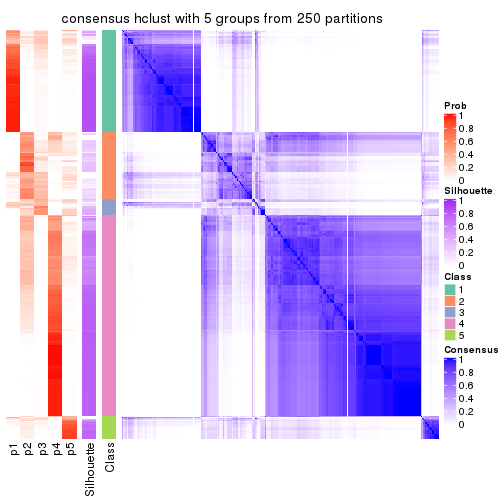 consensus hclust with 5 groups from 250 partitions
Prob
1
0.8
0.6
0.4
0.2
0
Silhouette
1
0.8
0.6
0.4
0.2
0
Class
1
2
3
4
5
Consensus
1
0.8
0.6
0.4
0.2
0
p1
p2
p3
p4
p5
Silhouette
Class